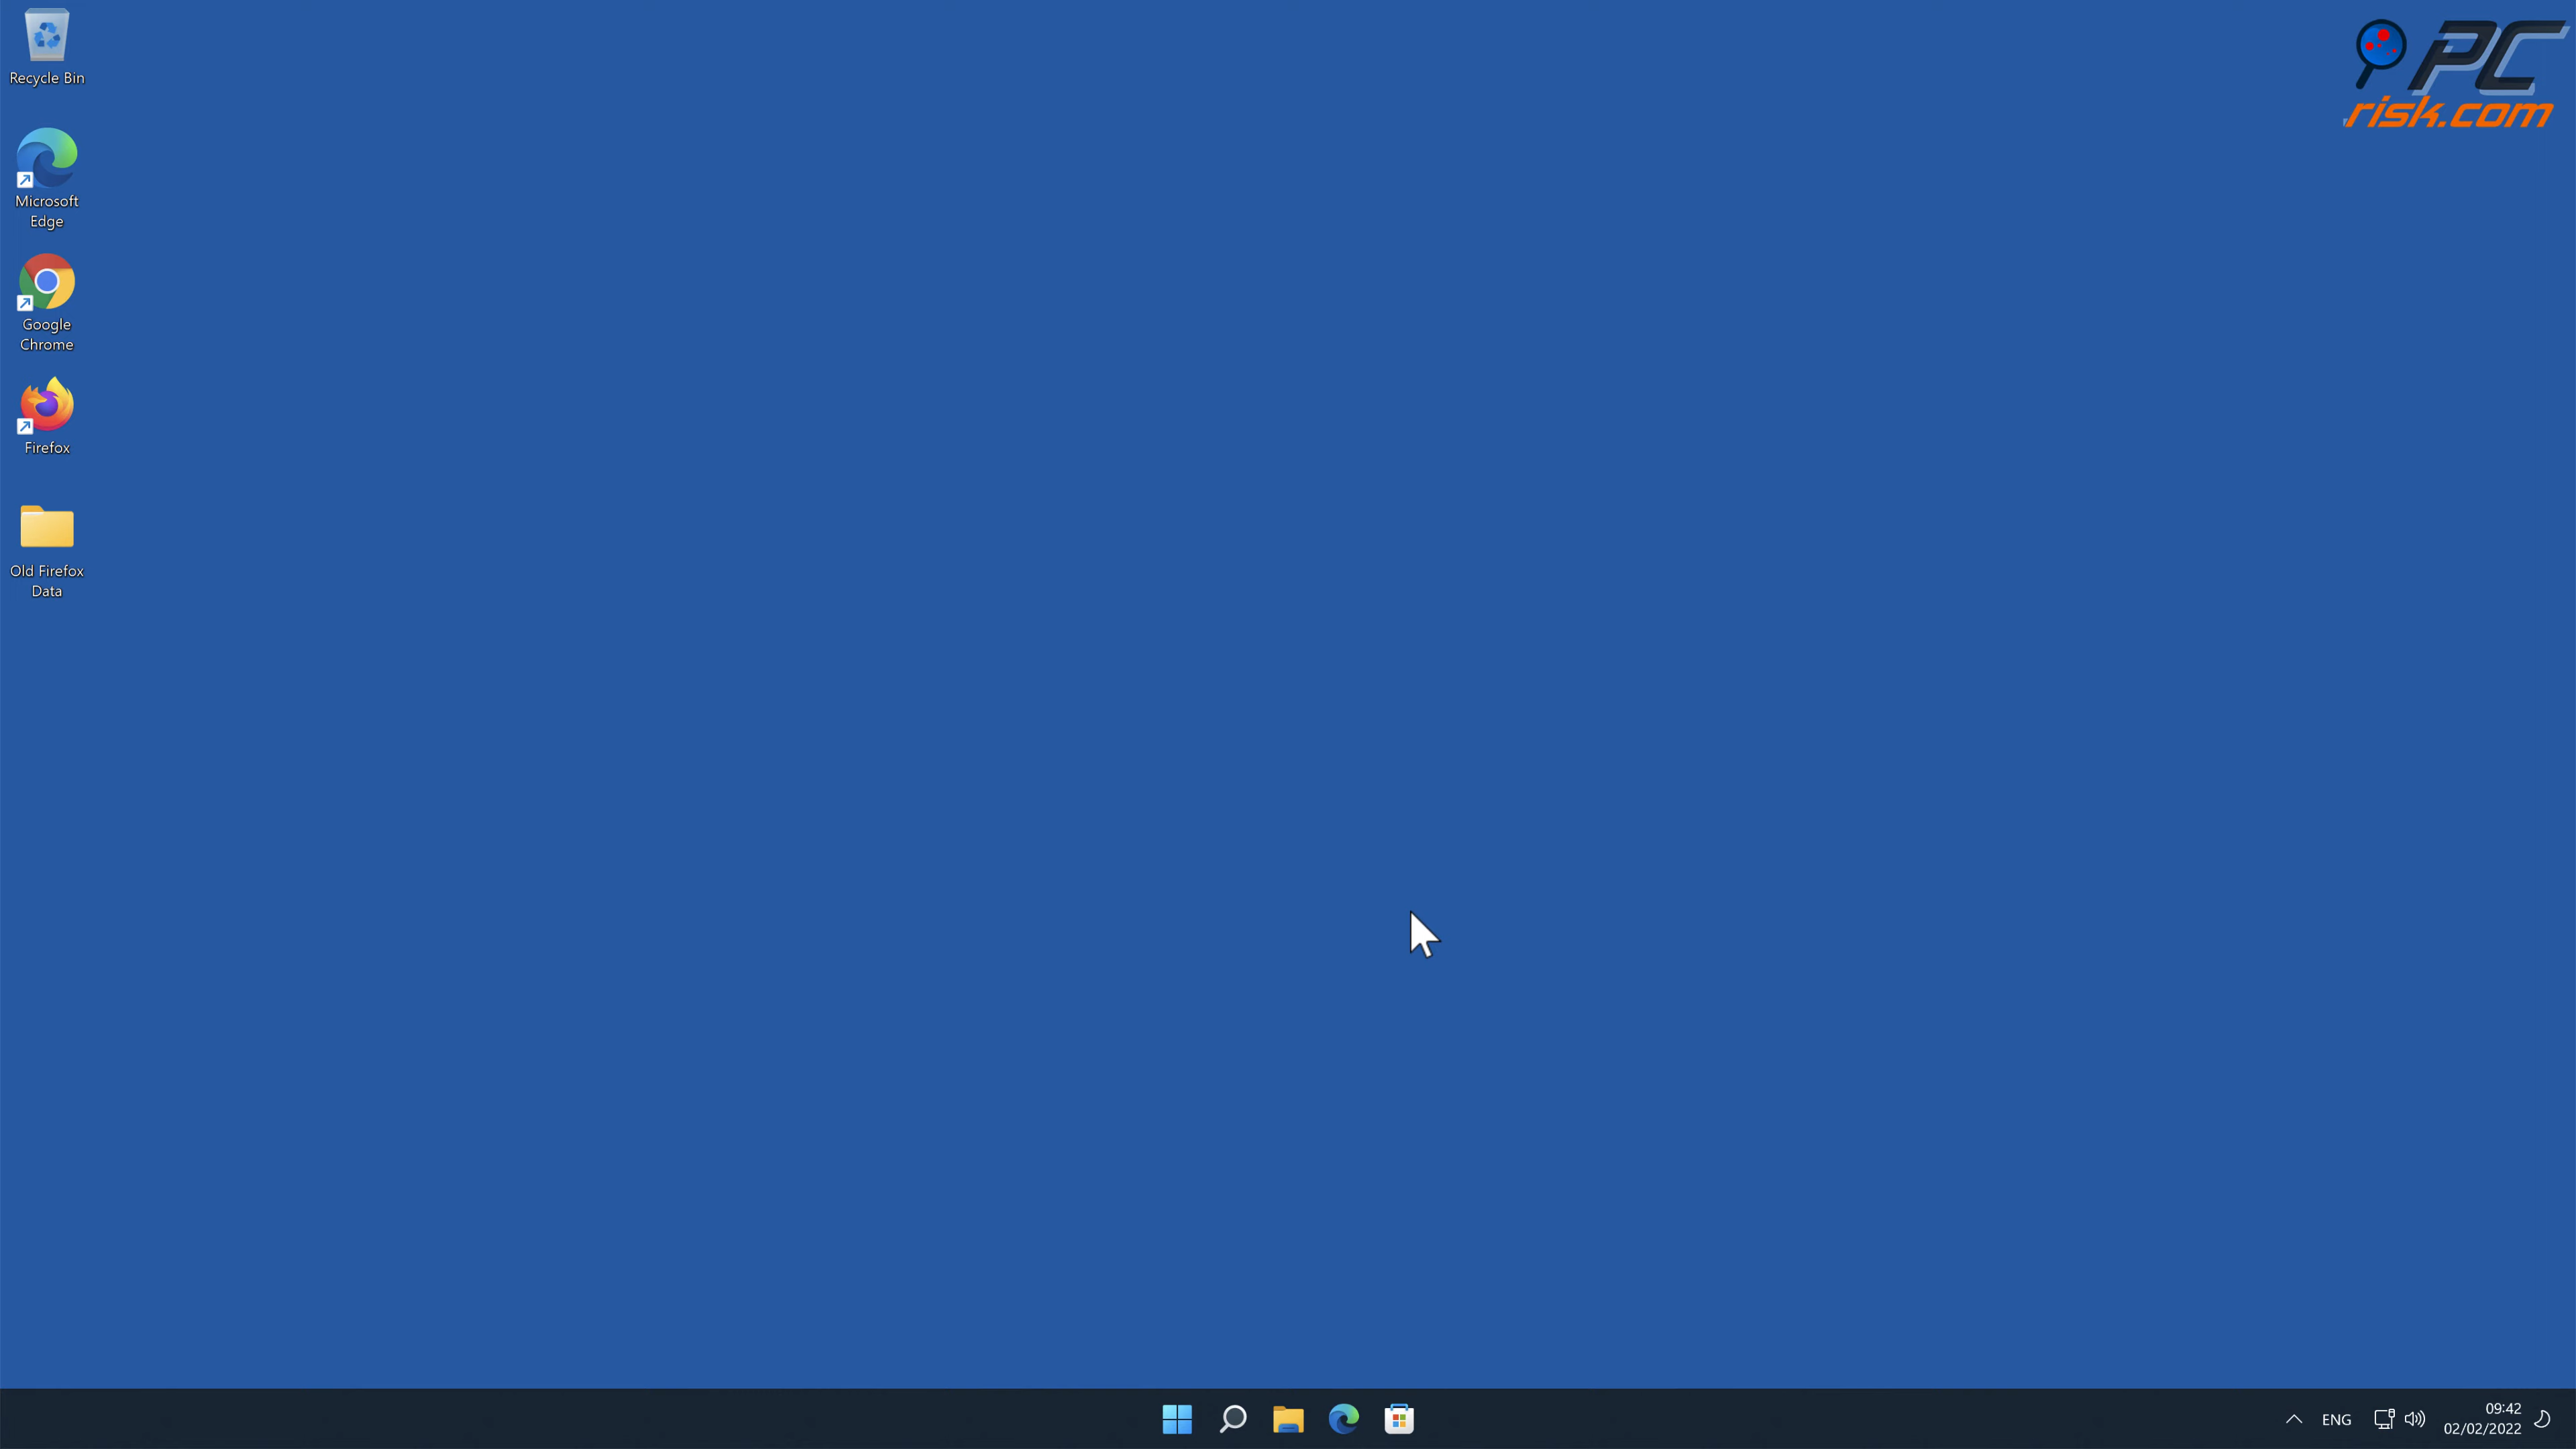 Recycle Bin
PC
risk.com
Microsoft
Edge
Google
Chrome
Firefox
Old Firefox
Data
ENG
09:42
02/02/2022